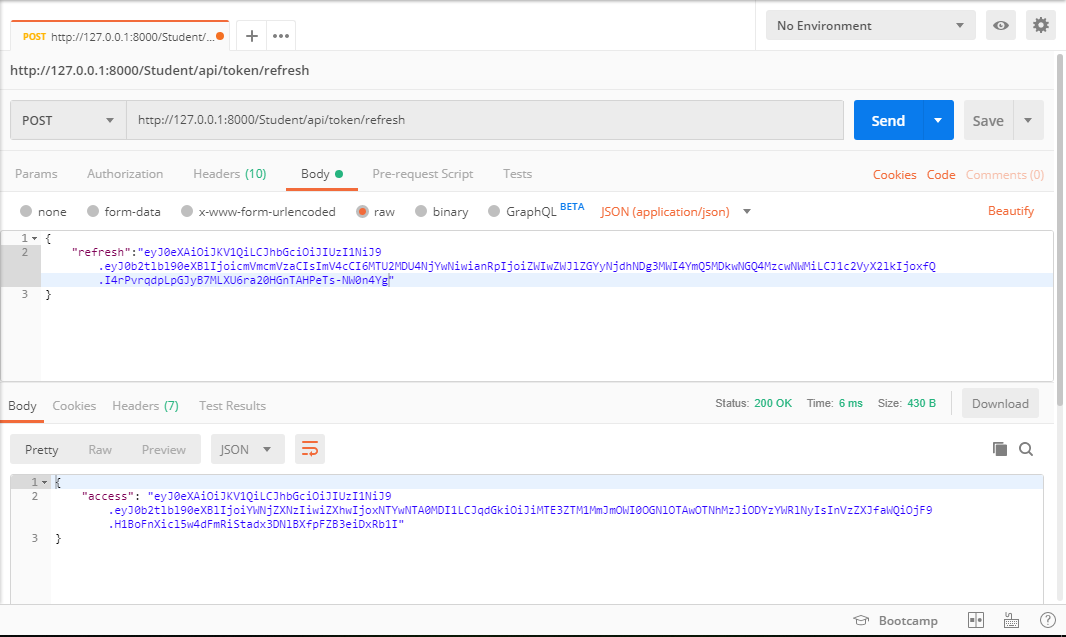 POST http://127.0.0.1:8000/Student/... + ••• No Environment
http://127.0.0.1:8000/Student/api/token/refresh
POST http://127.0.0.1:8000/Student/api/token/refresh Send Save
Params Authorization Headers (10) Body Pre-request Script Tests Cookies Code Comments (0)
none form-data x-www-form-urlencoded raw binary GraphQL BETA JSON (application/json) Beautify
1 {
2 "refresh":"eyJ0eXAiOiJKV1QiLCJhbGciOiJIUzI1NiJ9
.eyJ0b2tlbl90eXBlIjoicmVmcmVzaCIsImV4cCI6MTU2MDU4NjYwNiwianRpIjoiZWIwZWJlZGYyNjdhNDg3MWI4YmQ5MDkwNGQ4MzcwNWMiLCJ1c2VyX2lkIjoxfQ
.I4rPvrqdpLpGJyB7MLXU6ra20HGnTAHPeTs-NW0n4Yg"
3 }
Body Cookies Headers (7) Test Results Status: 200 OK Time: 6 ms Size: 430 B Download
Pretty Raw Preview JSON
1 {
2 "access": "eyJ0eXAiOiJKV1QiLCJhbGciOiJIUzI1NiJ9
.eyJ0b2tlbl90eXBlIjoiYWNjZXNzIiwiZXhwIjoxNTYwNTA0MDI1LCJqdGkiOiJiMTE3ZTM1MmJmOWI0OGNlOTAwOTNhMzJiODYzYWRlNyIsInVzZXJfaWQiOjF9
.H1BoFnXicl5w4dFmRiStadx3DNlBXfpFZB3eiDxRb1I"
3 }
Bootcamp